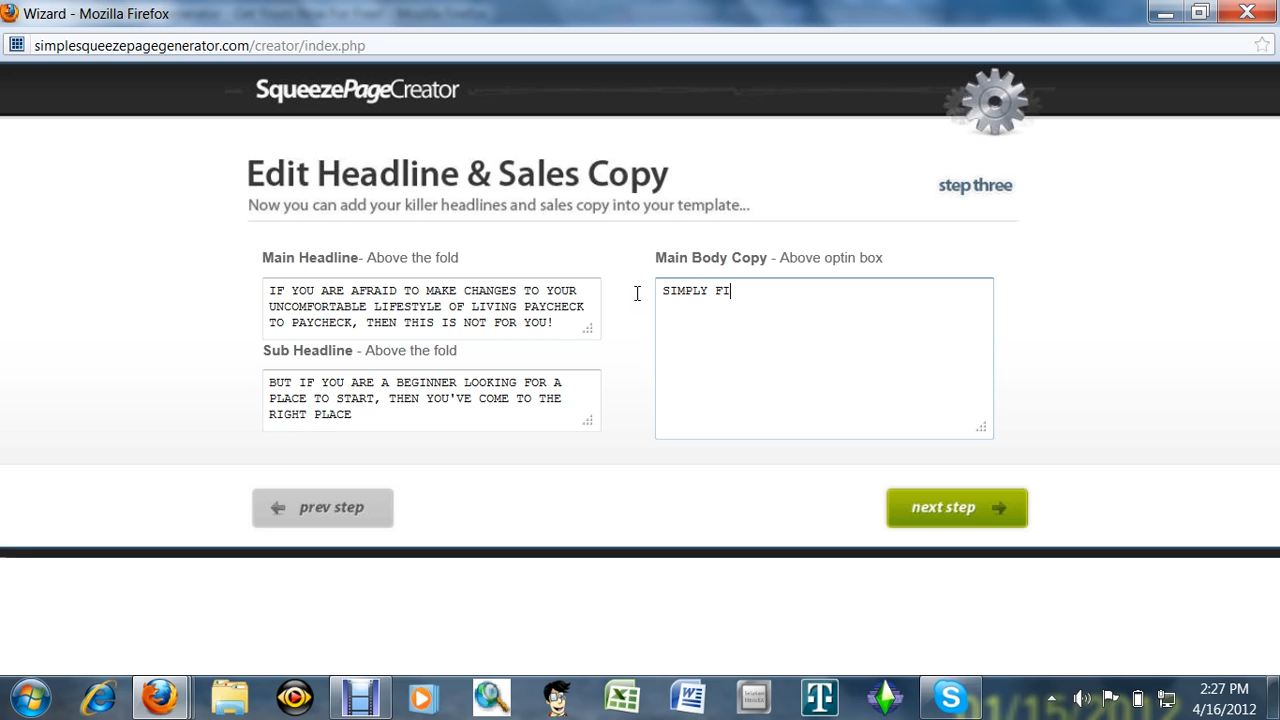 Wizard - Mozilla Firefox
simplesqueezepagegenerator.com/creator/index.php
SqueezePageCreator
Edit Headline & Sales Copy
step three
Now you can add your killer headlines and sales copy into your template...
Main Headline- Above the fold
IF YOU ARE AFRAID TO MAKE CHANGES TO YOUR
UNCOMFORTABLE LIFESTYLE OF LIVING PAYCHECK
TO PAYCHECK, THEN THIS IS NOT FOR YOU!
Sub Headline - Above the fold
BUT IF YOU ARE A BEGINNER LOOKING FOR A
PLACE TO START, THEN YOU'VE COME TO THE
RIGHT PLACE
Main Body Copy - Above optin box
SIMPLY FI
prev step
next step
2:27 PM
4/16/2012